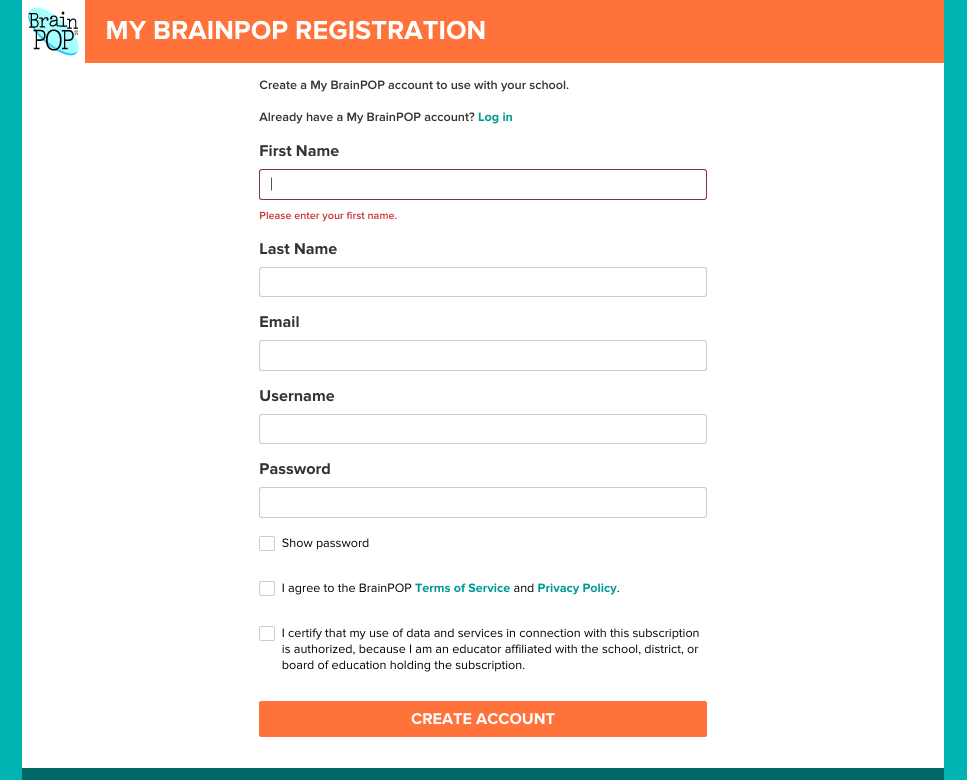 Brain
POP
MY BRAINPOP REGISTRATION
Create a My BrainPOP account to use with your school.
Already have a My BrainPOP account? Log in
First Name
Please enter your first name.
Last Name
Email
Username
Password
Show password
I agree to the BrainPOP Terms of Service and Privacy Policy.
I certify that my use of data and services in connection with this subscription
is authorized, because I am an educator affiliated with the school, district, or
board of education holding the subscription.
CREATE ACCOUNT